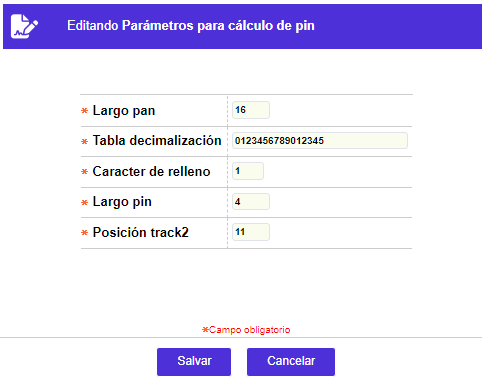 Editando Parámetros para cálculo de pin
* Largo pan 16
* Tabla decimalización 0123456789012345
* Caracter de relleno 1
* Largo pin 4
* Posición track2 11
*Campo obligatorio
Salvar Cancelar